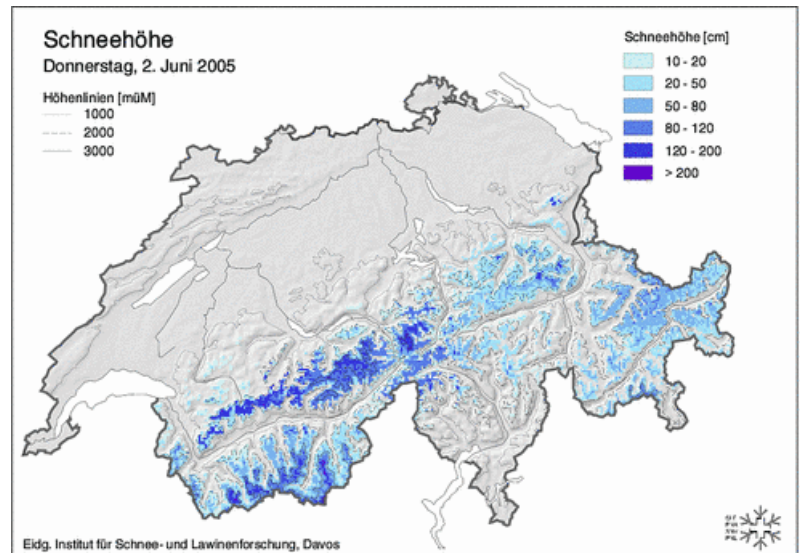 Schneehöhe
Donnerstag, 2. Juni 2005
Höhenlinien [müM]
1000
2000
3000
Schneehöhe [cm]
10 - 20
20 - 50
50 - 80
80 - 120
120 - 200
> 200
Eidg. Institut für Schnee- und Lawinenforschung, Davos